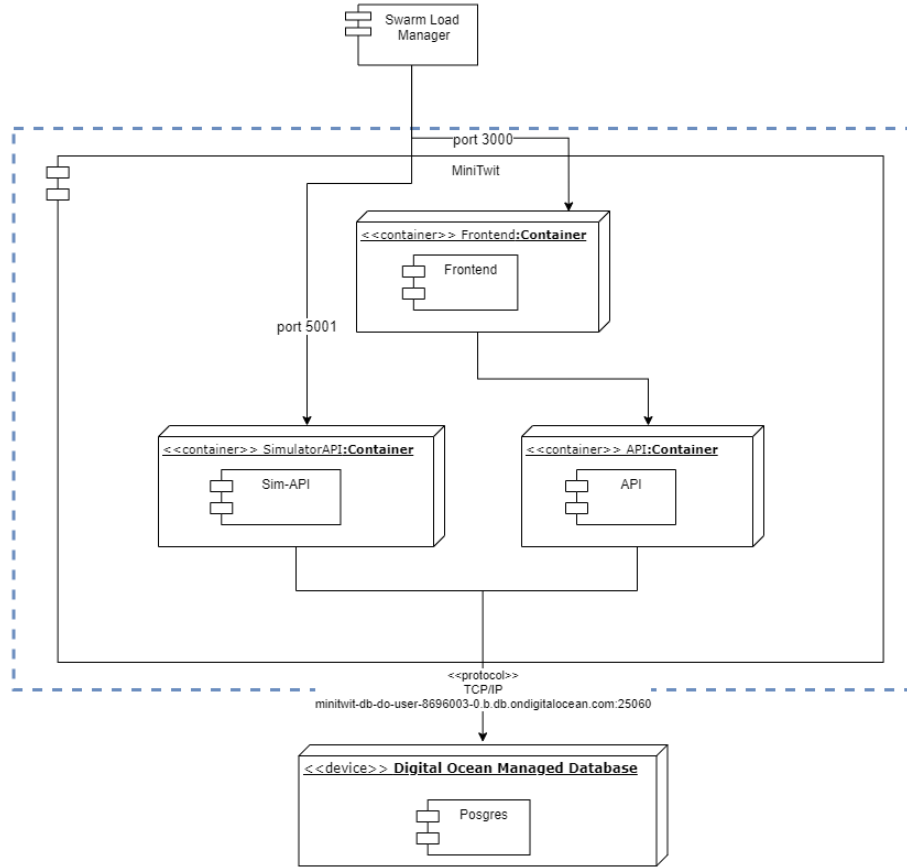 Swarm Load
Manager
port 3000
MiniTwit
<<container>> Frontend:Container
Frontend
port 5001
<<container>> SimulatorAPI:Container
Sim-API
<<container>> API:Container
API
<<protocol>>
TCP/IP
minitwit-db-do-user-8696003-0.b.db.ondigitalocean.com:25060
<<device>> Digital Ocean Managed Database
Posgres